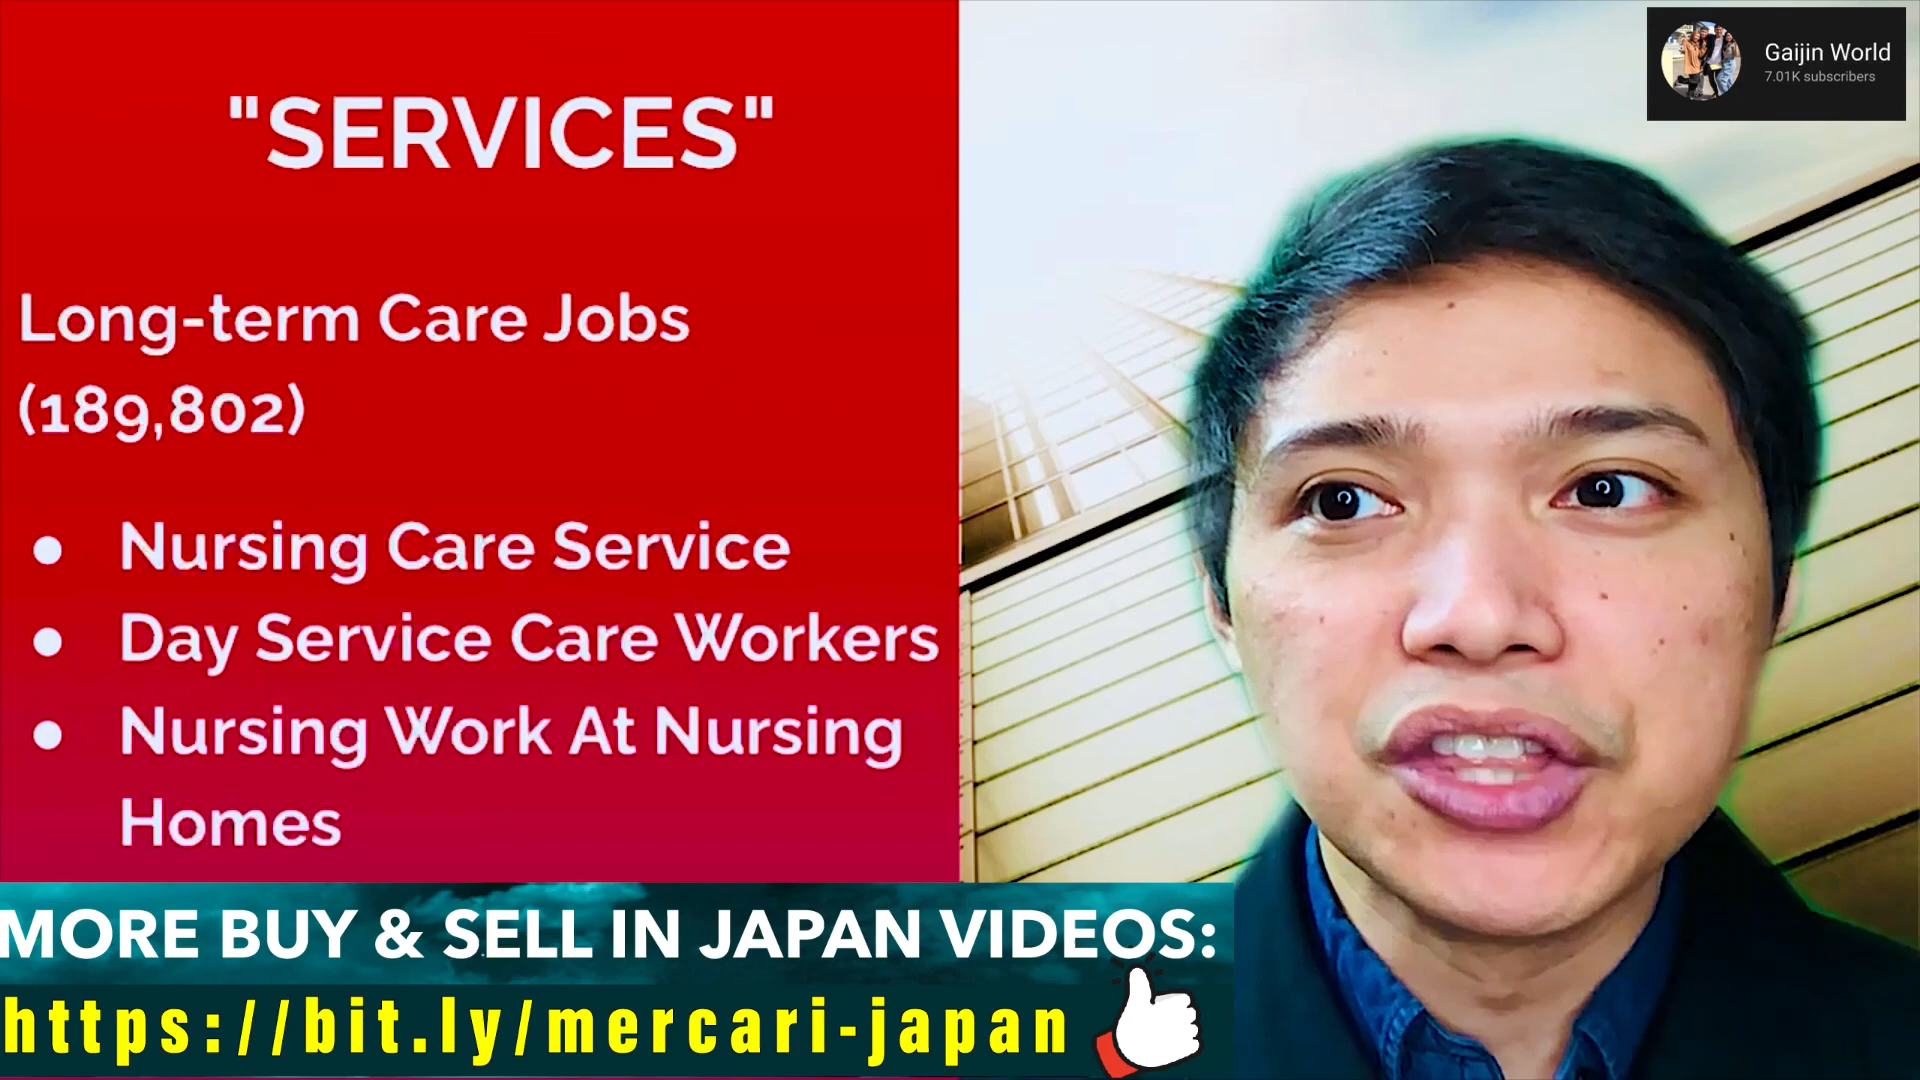 "SERVICES"
Long-term Care Jobs
(189,802)
● Nursing Care Service
● Day Service Care Workers
● Nursing Work At Nursing
Homes
MORE BUY & SELL IN JAPAN VIDEOS:
https://bit.ly/mercari-japan
Gaijin World
7.01K subscribers